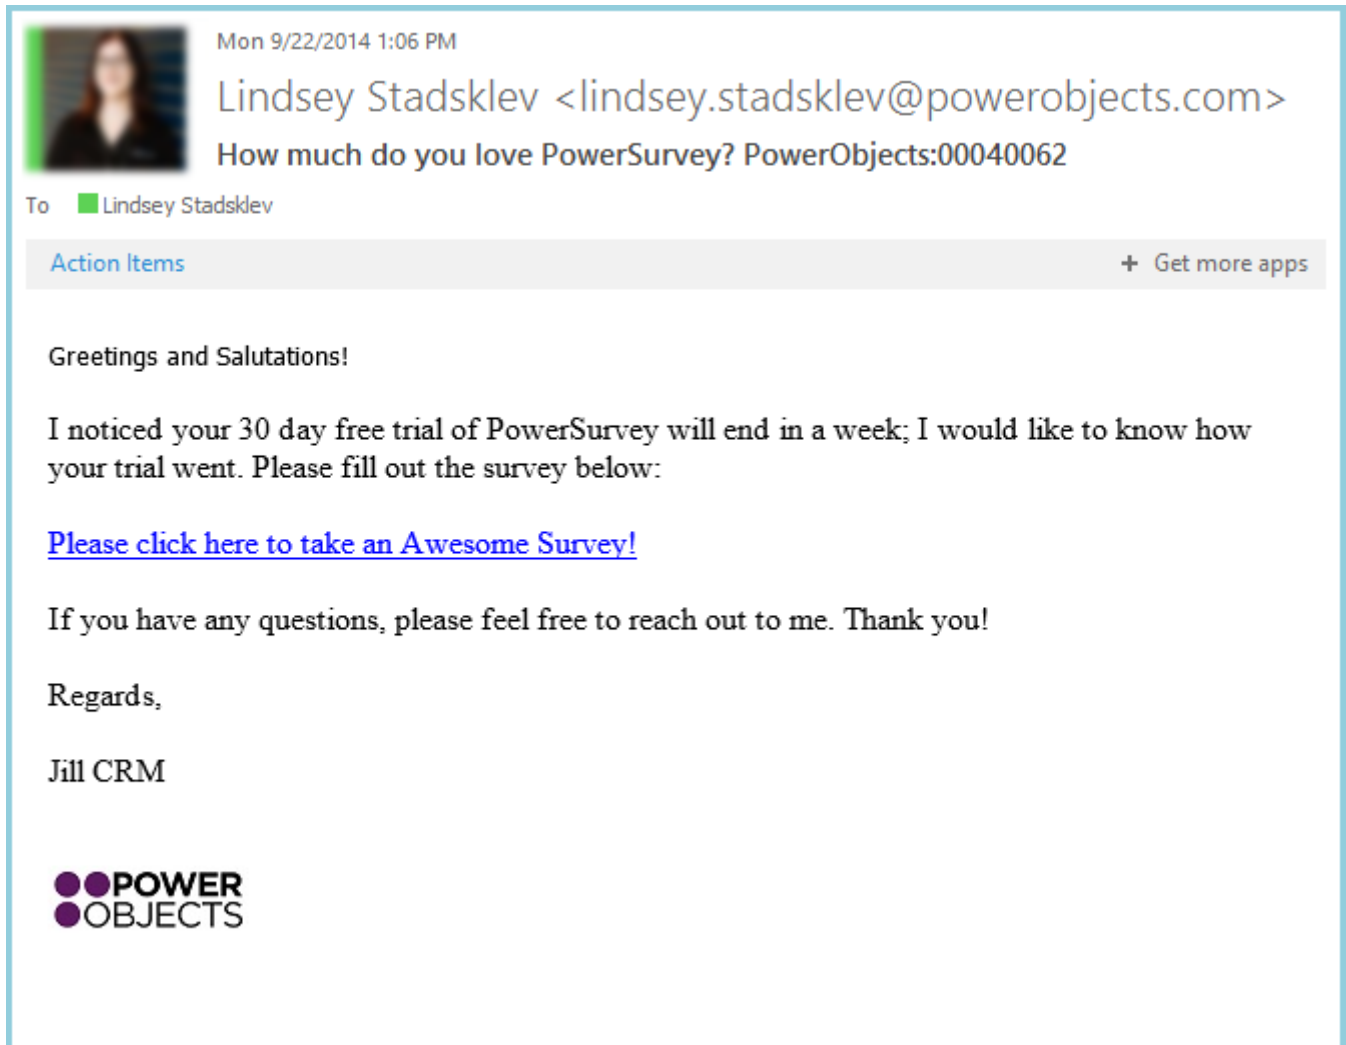 Mon 9/22/2014 1:06 PM
Lindsey Stadsklev <lindsey.stadsklev@powerobjects.com>
How much do you love PowerSurvey? PowerObjects:00040062
To Lindsey Stadsklev
Action Items + Get more apps
Greetings and Salutations!
I noticed your 30 day free trial of PowerSurvey will end in a week; I would like to know how
your trial went. Please fill out the survey below:
Please click here to take an Awesome Survey!
If you have any questions, please feel free to reach out to me. Thank you!
Regards,
Jill CRM
POWER
OBJECTS